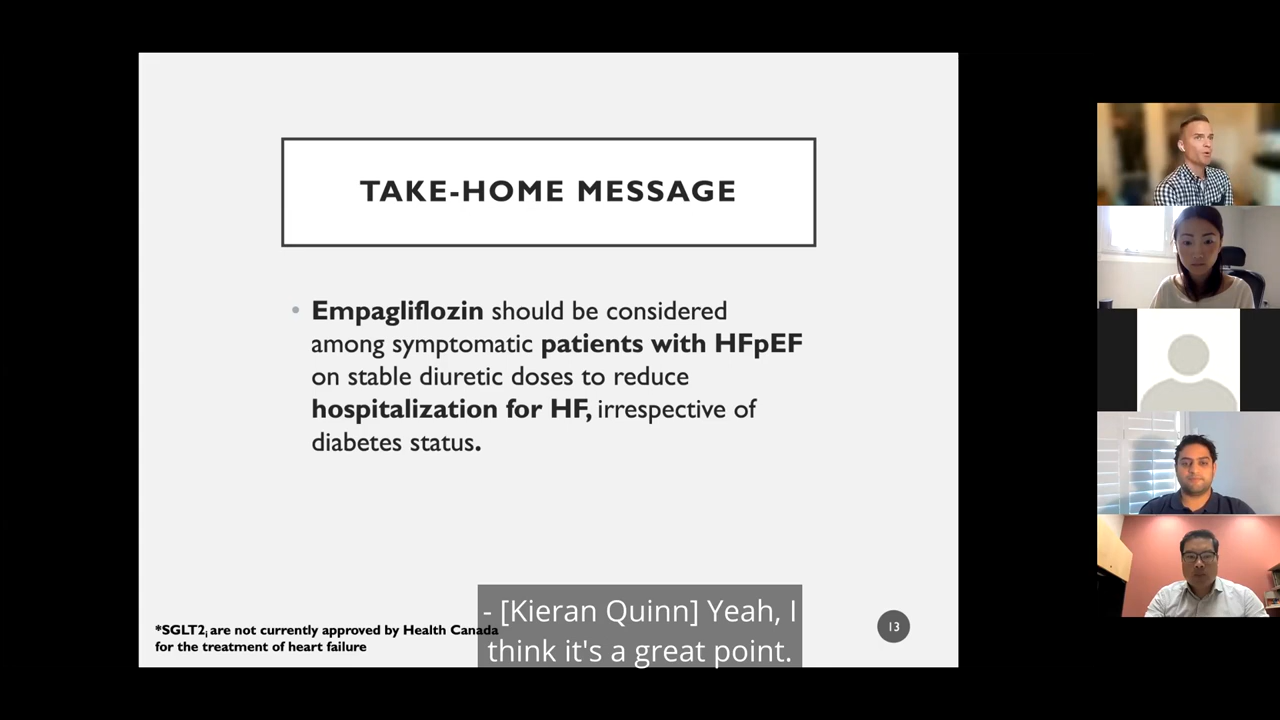 TAKE-HOME MESSAGE
• Empagliflozin should be considered
among symptomatic patients with HFpEF
on stable diuretic doses to reduce
hospitalization for HF, irrespective of
diabetes status.
*SGLT2i are not currently approved by Health Canada
for the treatment of heart failure
- [Kieran Quinn] Yeah, I
think it's a great point.
13